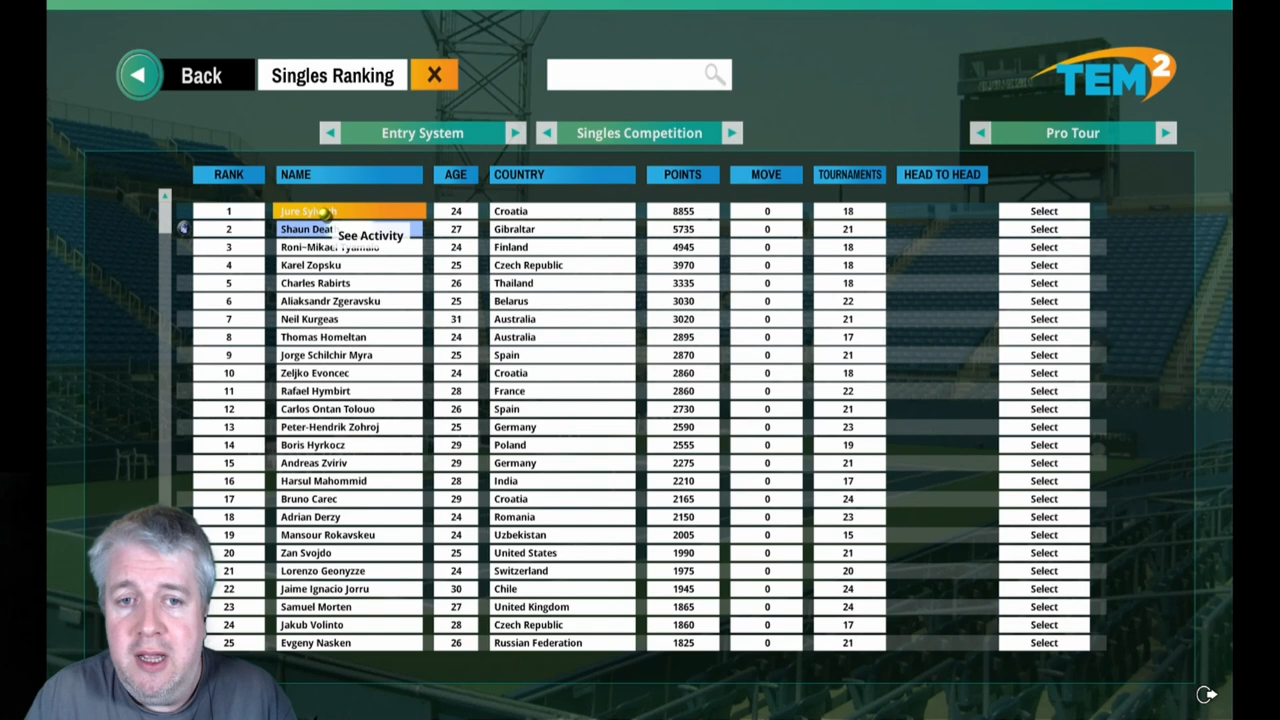 Back
Singles Ranking
X
TEM2
Entry System
Singles Competition
Pro Tour
RANK NAME AGE COUNTRY POINTS MOVE TOURNAMENTS HEAD TO HEAD
1 Jure 24 Croatia 8855 0 18 Select
2 Shaun 27 Gibraltar 5735 0 21 Select
See Activity
3 24 Finland 4945 0 18 Select
4 Karel Zopsku 25 Czech Republic 3970 0 18 Select
5 Charles Rabirts 26 Thailand 3335 0 18 Select
6 Aliaksandr Zgeravsku 25 Belarus 3030 0 22 Select
7 Neil Kurgeas 31 Australia 3020 0 21 Select
8 Thomas Homeltan 24 Australia 2895 0 17 Select
9 Jorge Schilchir Myra 25 Spain 2870 0 21 Select
10 Zeljko Evoncec 24 Croatia 2860 0 18 Select
11 Rafael Hymbirt 28 France 2860 0 22 Select
12 Carlos Ontan Tolouo 26 Spain 2730 0 21 Select
13 Peter-Hendrik Zohroj 25 Germany 2590 0 23 Select
14 Boris Hyrkocz 29 Poland 2555 0 19 Select
15 Andreas Zviriv 29 Germany 2275 0 21 Select
16 Harsul Mahommid 28 India 2210 0 17 Select
17 Bruno Carec 29 Croatia 2165 0 24 Select
18 Adrian Derzy 24 Romania 2150 0 23 Select
19 Mansour Rokavskeu 24 Uzbekistan 2005 0 15 Select
20 Zan Svojdo 25 United States 1990 0 21 Select
21 Lorenzo Geonyzze 24 Switzerland 1975 0 20 Select
22 Jaime Ignacio Jorru 30 Chile 1945 0 24 Select
23 Samuel Morten 27 United Kingdom 1865 0 24 Select
24 Jakub Volinto 28 Czech Republic 1860 0 17 Select
25 Evgeny Nasken 26 Russian Federation 1825 0 21 Select